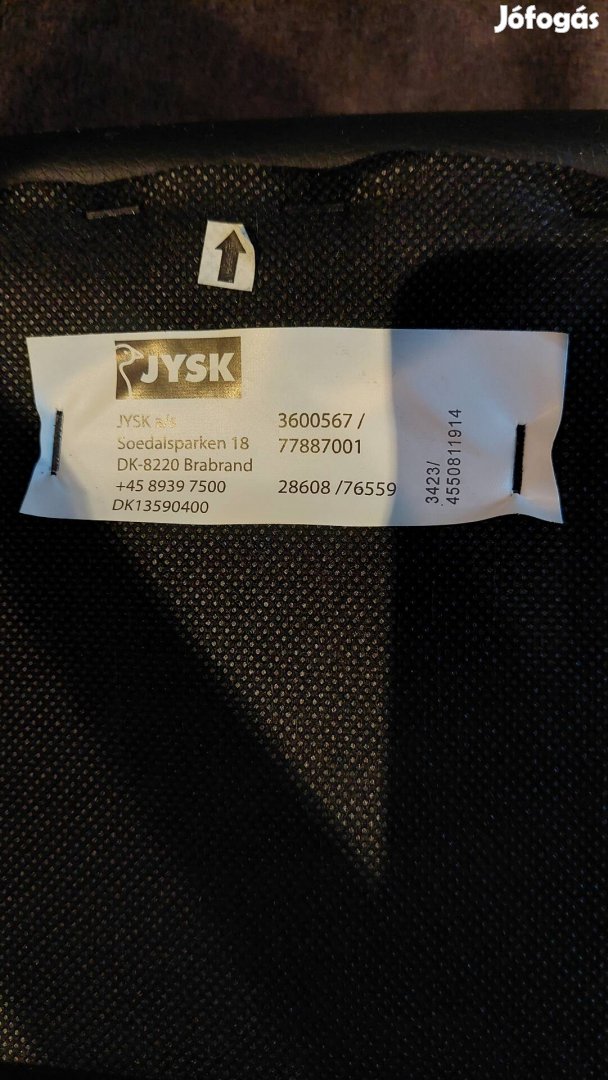 Jófogás
JYSK
JYSK a/s
Soedalsparken 18
DK-8220 Brabrand
+45 8939 7500
DK13590400
3600567 /
77887001
28608 /76559
3423/
4550811914